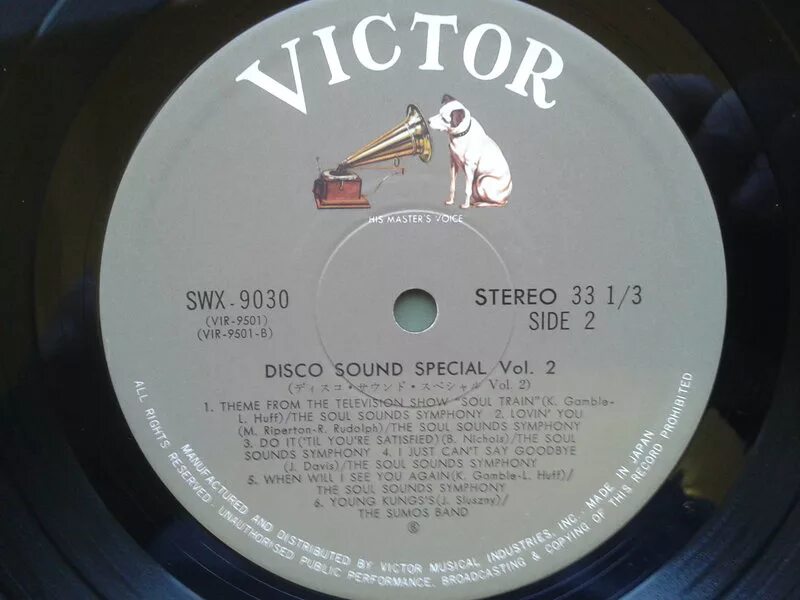 VICTOR
HIS MASTER'S VOICE
SWX-9030
(VIR-9501)
(VIR-9501-B)
STEREO 33 1/3
SIDE 2
DISCO SOUND SPECIAL Vol. 2
(ディスコ・サウンド・スペシャル Vol. 2)
1. THEME FROM THE TELEVISION SHOW "SOUL TRAIN"(K. Gamble-
L. Huff)/THE SOUL SOUNDS SYMPHONY 2. LOVIN' YOU
(M. Riperton-R. Rudolph)/THE SOUL SOUNDS SYMPHONY
3. DO IT('TIL YOU'RE SATISFIED)(B. Nichols)/THE SOUL
SOUNDS SYMPHONY 4. I JUST CAN'T SAY GOODBYE
(J. Davis)/THE SOUL SOUNDS SYMPHONY
5. WHEN WILL I SEE YOU AGAIN(K. Gamble-L. Huff)/
THE SOUL SOUNDS SYMPHONY
6. YOUNG KUNGS'S(J. Sluszny)/
THE SUMOS BAND
MANUFACTURED AND DISTRIBUTED BY VICTOR MUSICAL INDUSTRIES, INC. · MADE IN JAPAN
ALL RIGHTS RESERVED · UNAUTHORISED PUBLIC PERFORMANCE, BROADCASTING & COPYING OF THIS RECORD PROHIBITED